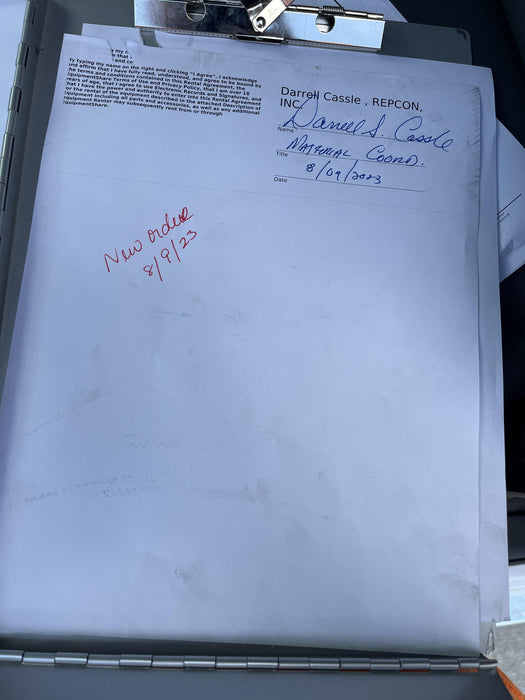 By typing my name on the right and clicking "I Agree", I acknowledge
and affirm that I have fully read, understood, and agree to be bound by
the terms and conditions contained in this Rental Agreement, the
EquipmentShare Terms of Use and Privacy Policy, that I am over 18
years of age, that I agree to use Electronic Records and Signatures, and
that I have the power and authority to enter into this Rental Agreement
for the rental of the equipment described in the attached Description of
Equipment including all parts and accessories, as well as any additional
equipment Renter may subsequently rent from or through
EquipmentShare.
Darrell Cassle , REPCON,
INC
Darrell S. Cassle
Name
Material Coord.
Title
8/09/2023
Date
New order
8/9/23